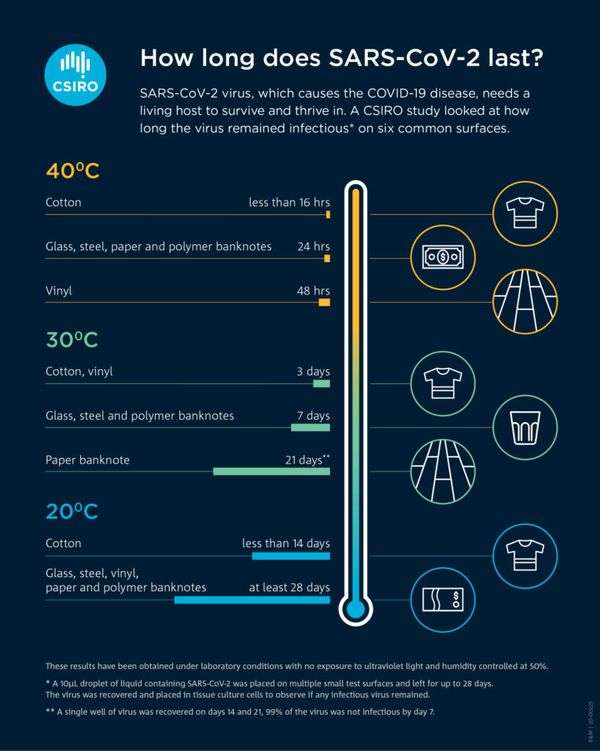 CSIRO
How long does SARS-CoV-2 last?
SARS-CoV-2 virus, which causes the COVID-19 disease, needs a
living host to survive and thrive in. A CSIRO study looked at how
long the virus remained infectious* on six common surfaces.
40⁰C
Cotton less than 16 hrs
Glass, steel, paper and polymer banknotes 24 hrs
Vinyl 48 hrs
30⁰C
Cotton, vinyl 3 days
Glass, steel and polymer banknotes 7 days
Paper banknote 21 days**
20⁰C
Cotton less than 14 days
Glass, steel, vinyl,
paper and polymer banknotes at least 28 days
These results have been obtained under laboratory conditions with no exposure to ultraviolet light and humidity controlled at 50%.
* A 10µL droplet of liquid containing SARS-CoV-2 was placed on multiple small test surfaces and left for up to 28 days.
The virus was recovered and placed in tissue culture cells to observe if any infectious virus remained.
** A single well of virus was recovered on days 14 and 21, 99% of the virus was not infectious by day 7.